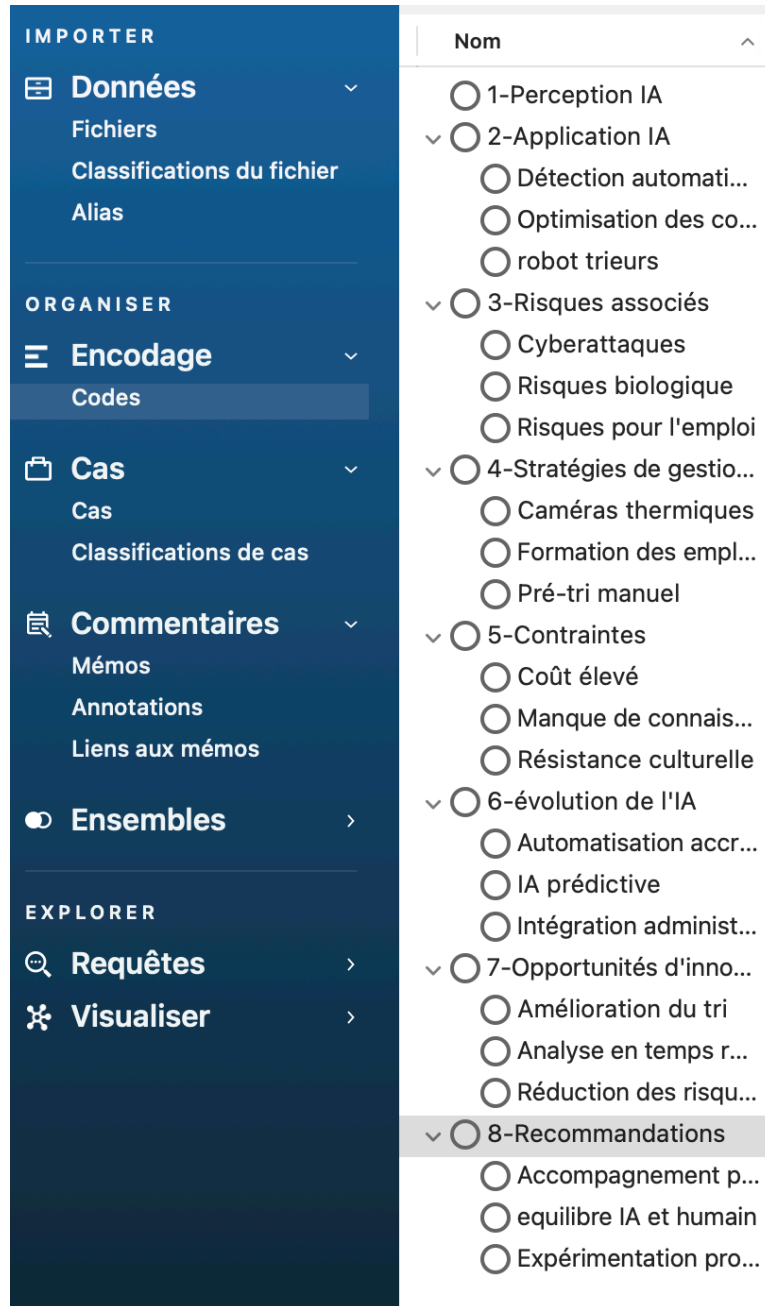 IMPORTER
Données
Fichiers
Classifications du fichier
Alias
ORGANISER
Encodage
Codes
Cas
Cas
Classifications de cas
Commentaires
Mémos
Annotations
Liens aux mémos
Ensembles
EXPLORER
Requêtes
Visualiser
Nom
1-Perception IA
2-Application IA
Détection automati...
Optimisation des co...
robot trieurs
3-Risques associés
Cyberattaques
Risques biologique
Risques pour l'emploi
4-Stratégies de gestio...
Caméras thermiques
Formation des empl...
Pré-tri manuel
5-Contraintes
Coût élevé
Manque de connais...
Résistance culturelle
6-évolution de l'IA
Automatisation accr...
IA prédictive
Intégration administ...
7-Opportunités d'inno...
Amélioration du tri
Analyse en temps r...
Réduction des risqu...
8-Recommandations
Accompagnement p...
equilibre IA et humain
Expérimentation pro...